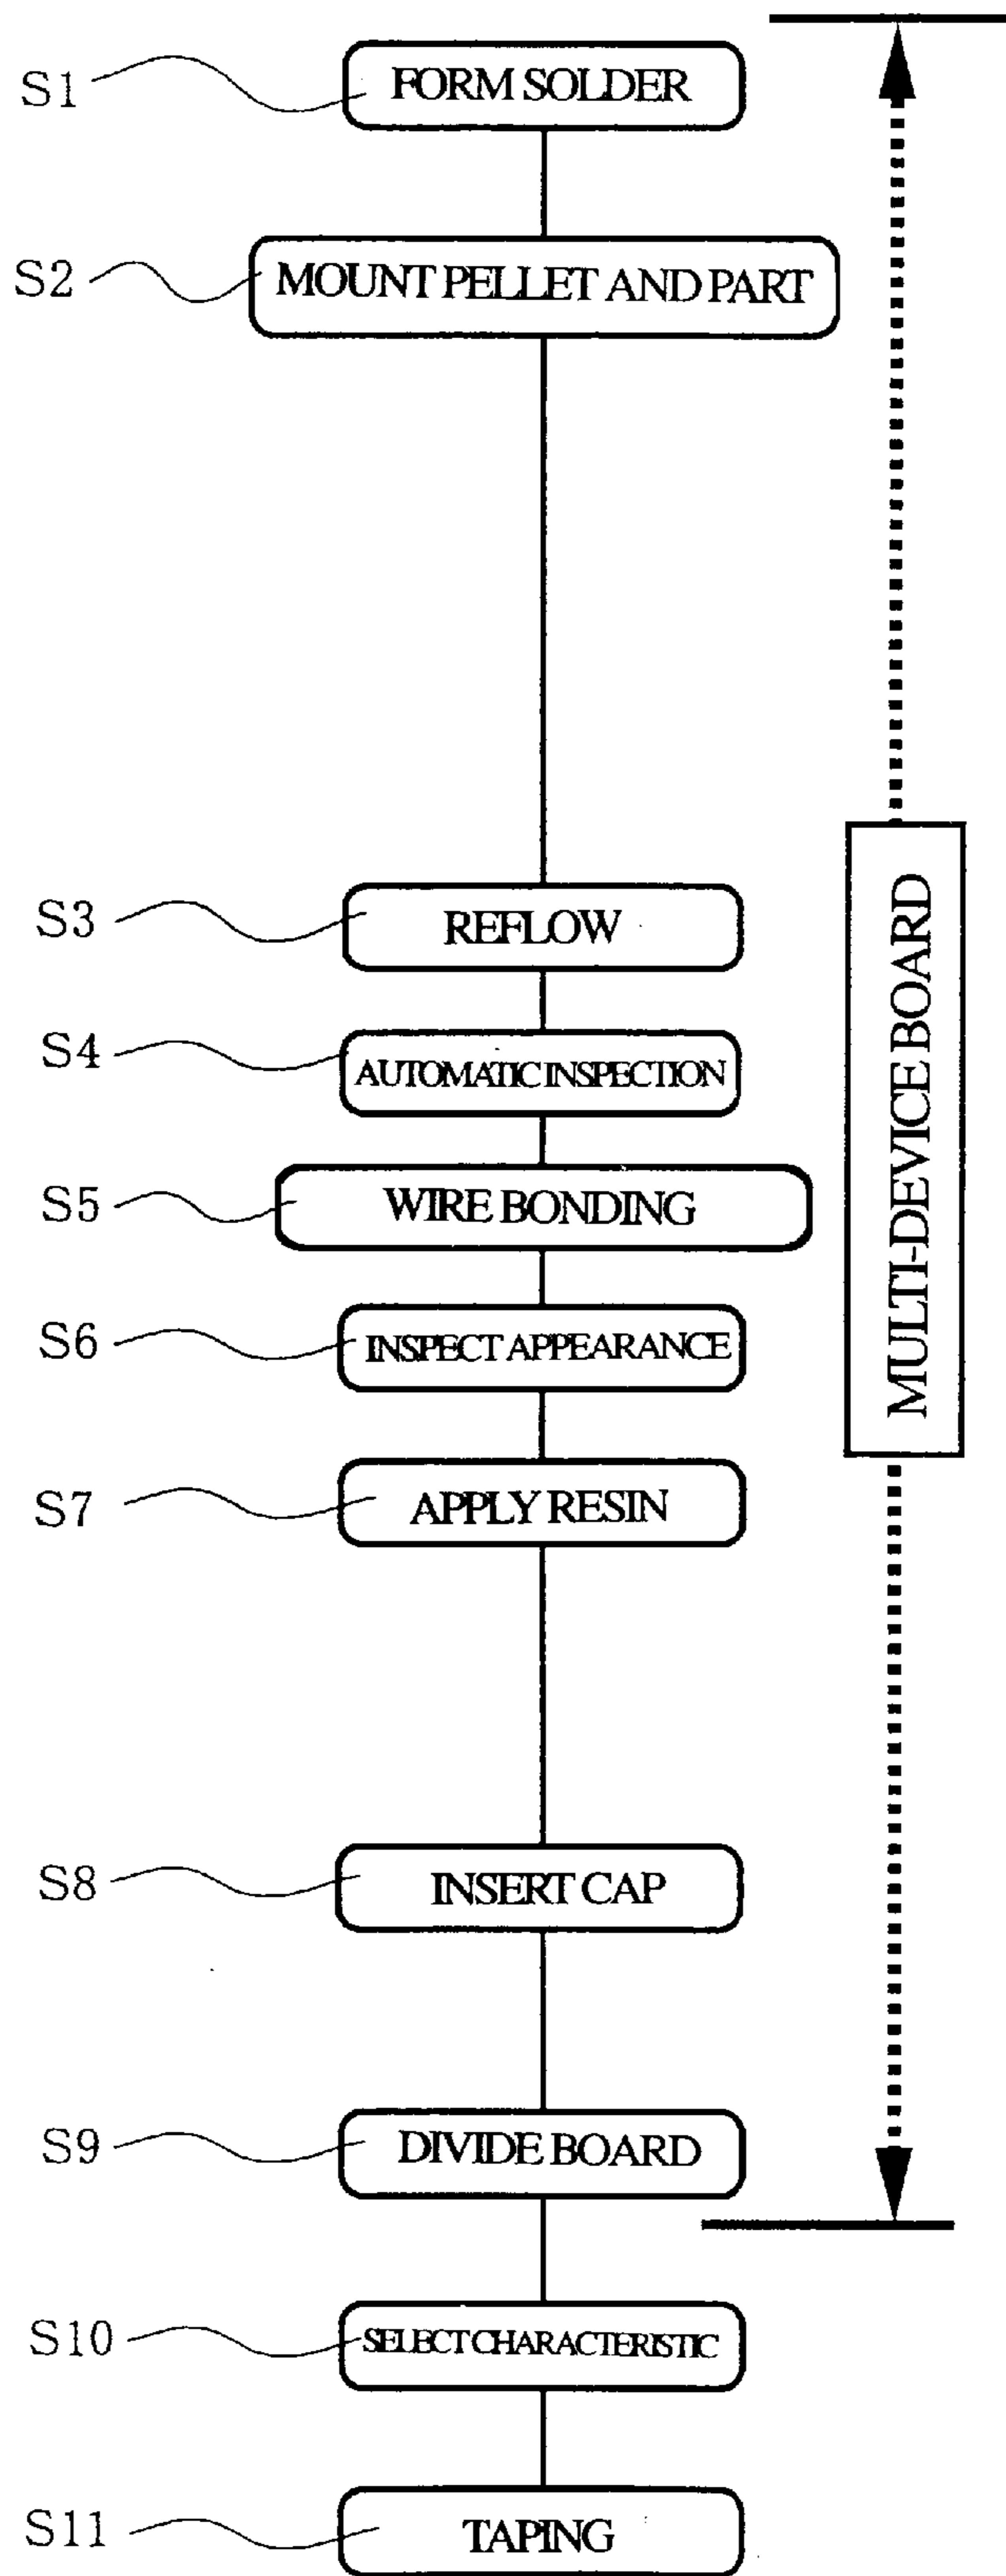 S1
FORM SOLDER
S2
MOUNT PELLET AND PART
S3
REFLOW
S4
AUTOMATIC INSPECTION
S5
WIRE BONDING
S6
INSPECT APPEARANCE
S7
APPLY RESIN
S8
INSERT CAP
S9
DIVIDE BOARD
S10
SELECT CHARACTERISTIC
S11
TAPING
MULTI-DEVICE BOARD